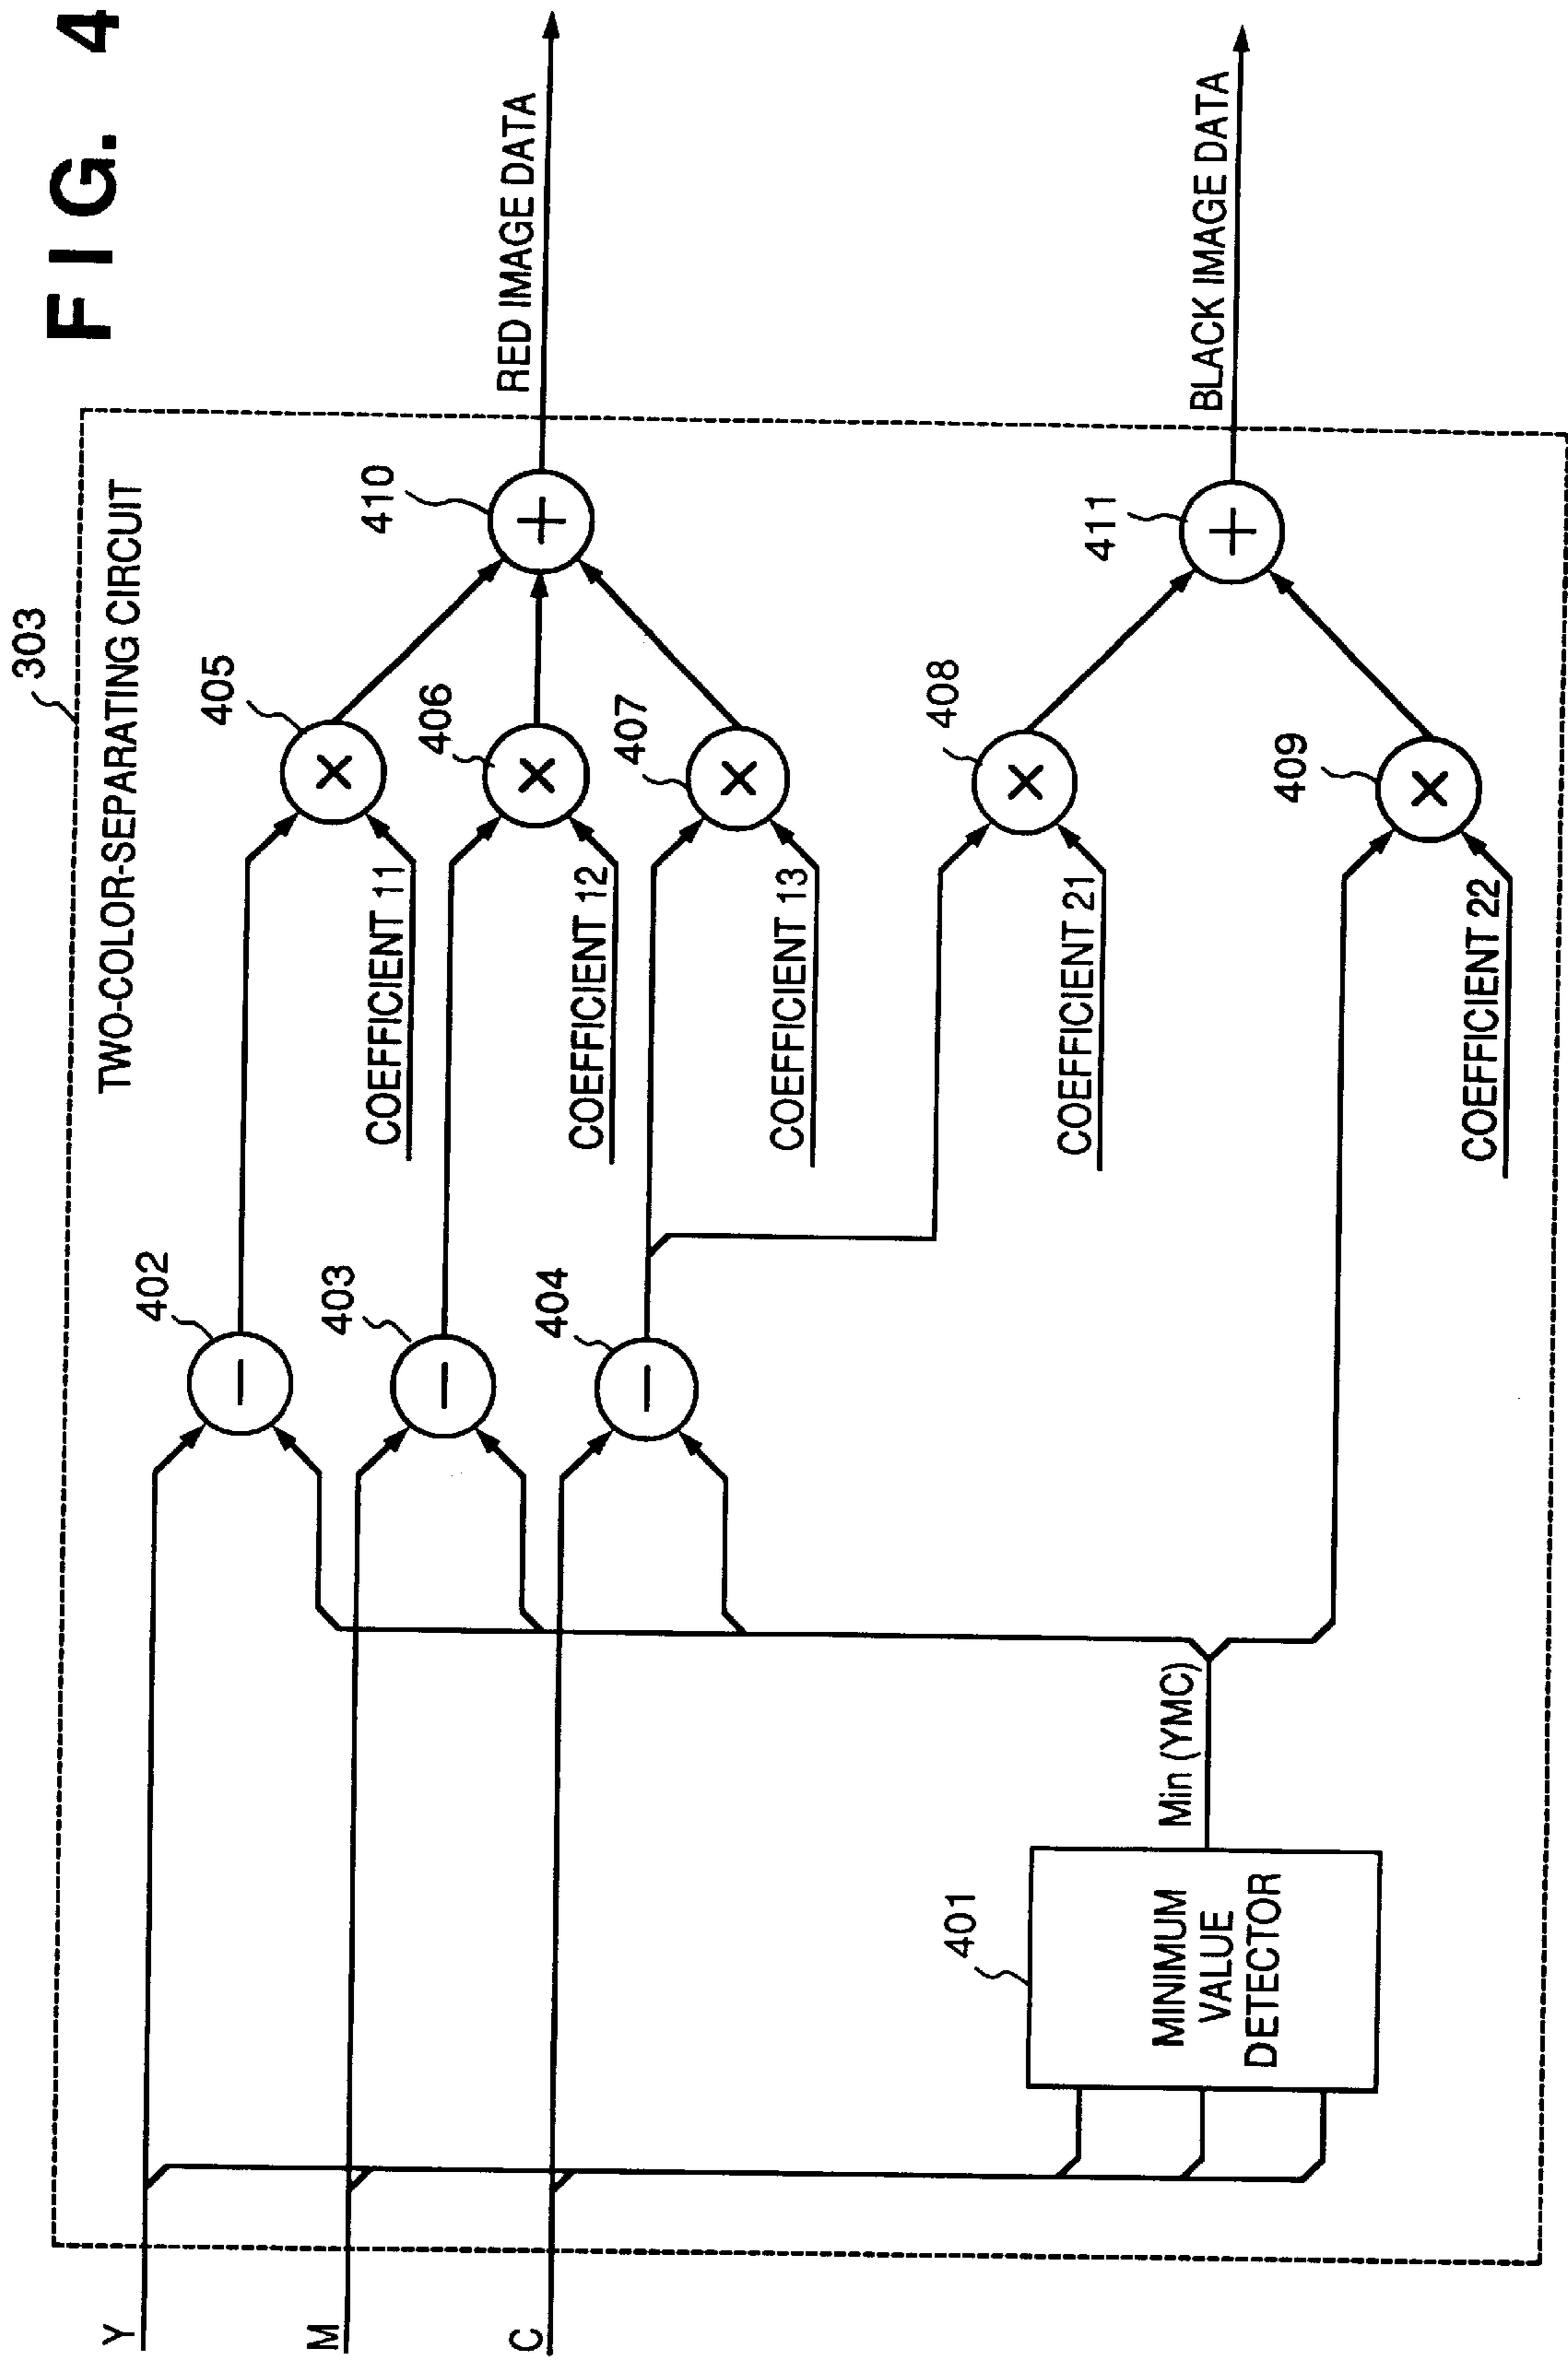 FIG. 4
303
TWO-COLOR-SEPARATING CIRCUIT
Y
M
C
402
403
404
405
406
407
408
409
410
411
COEFFICIENT 11
COEFFICIENT 12
COEFFICIENT 13
COEFFICIENT 21
COEFFICIENT 22
RED IMAGE DATA
BLACK IMAGE DATA
401
MINIMUM
VALUE
DETECTOR
Min (YMC)